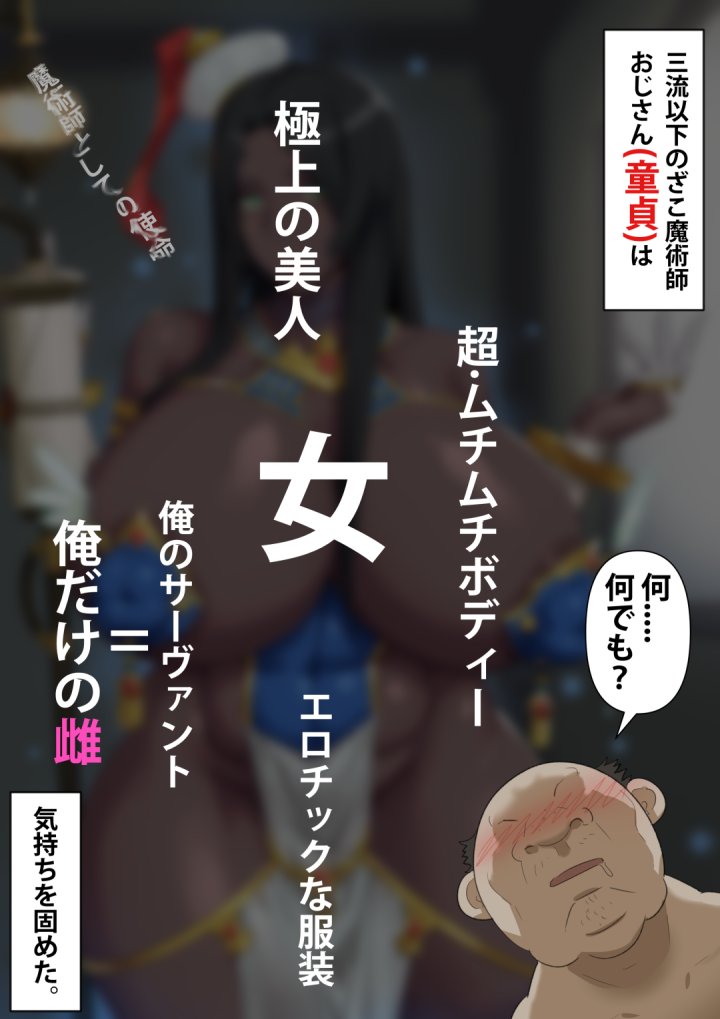 三流以下のざこ魔術師
おじさん(童貞)は
魔術師としての使命
極上の美人
超・ムチムチボディー
女
俺のサーヴァント
＝
俺だけの雌
エロチックな服装
何……
何でも?
気持ちを固めた。